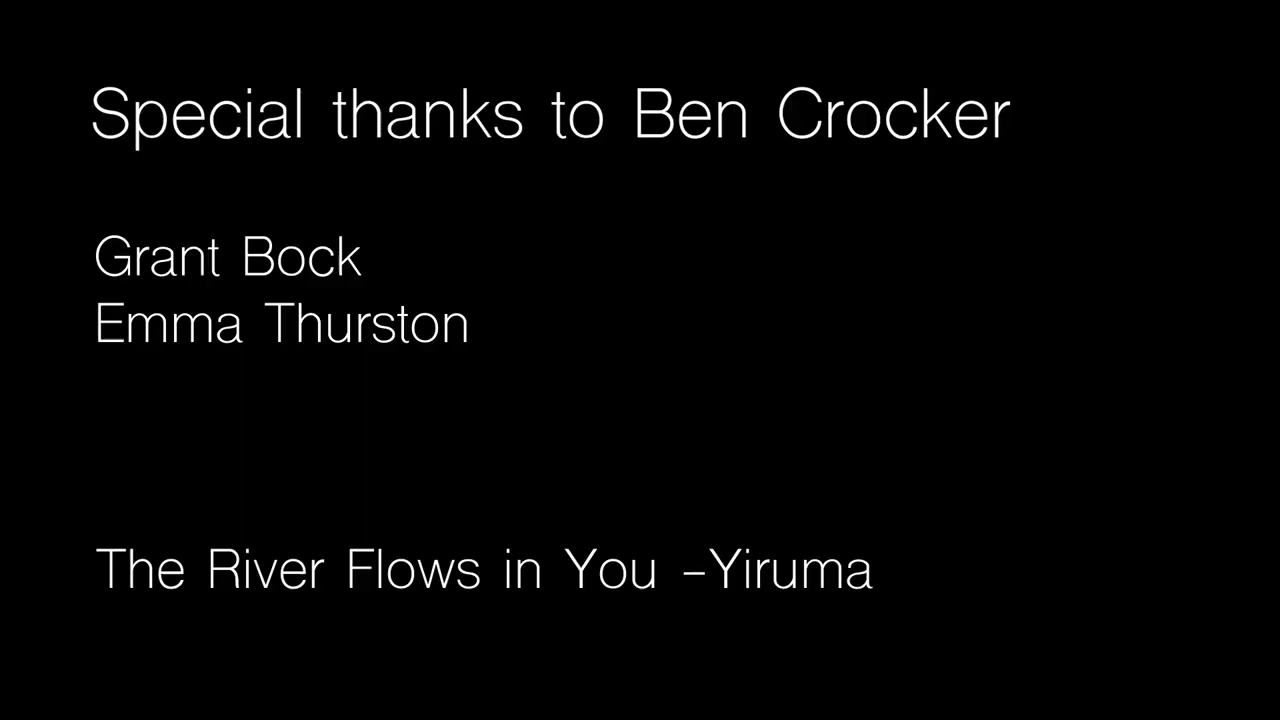 Special thanks to Ben Crocker
Grant Bock
Emma Thurston
The River Flows in You -Yiruma